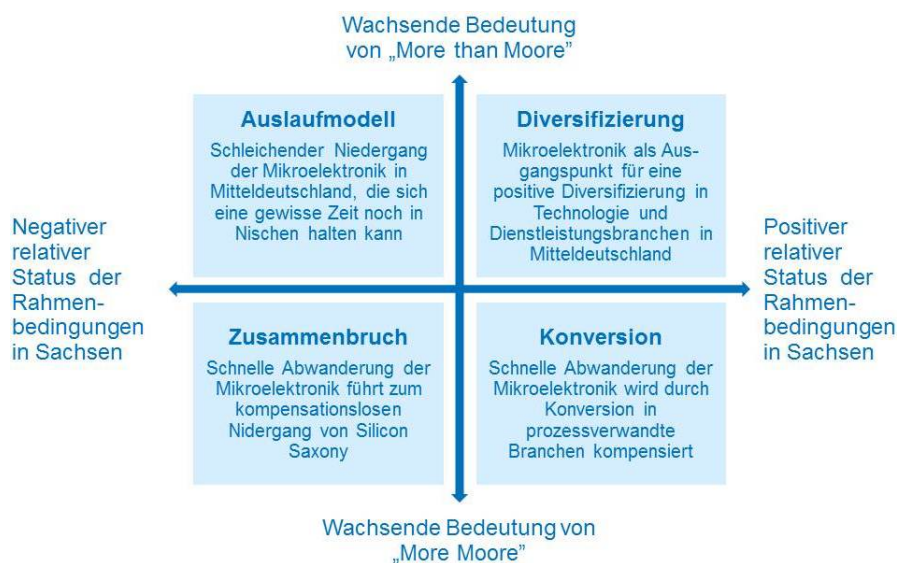 Wachsende Bedeutung
von „More than Moore”
Auslaufmodell
Schleichender Niedergang
der Mikroelektronik in
Mitteldeutschland, die sich
eine gewisse Zeit noch in
Nischen halten kann
Diversifizierung
Mikroelektronik als Aus-
gangspunkt für eine
positive Diversifizierung in
Technologie und
Dienstleistungsbranchen in
Mitteldeutschland
Negativer
relativer
Status der
Rahmen-
bedingungen
in Sachsen
Positiver
relativer
Status der
Rahmen-
bedingungen
in Sachsen
Zusammenbruch
Schnelle Abwanderung der
Mikroelektronik führt zum
kompensationslosen
Nidergang von Silicon
Saxony
Konversion
Schnelle Abwanderung der
Mikroelektronik wird durch
Konversion in
prozessverwandte
Branchen kompensiert
Wachsende Bedeutung von
„More Moore”